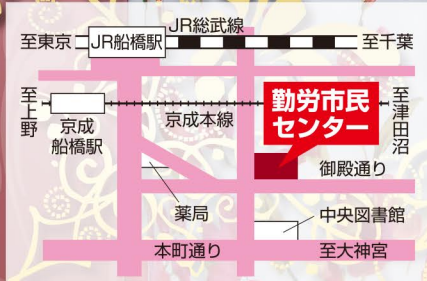 JR総武線
至東京
JR船橋駅
至千葉
至上野
京成
船橋駅
京成本線
勤労市民
センター
至津田沼
御殿通り
薬局
中央図書館
本町通り
至大神宮